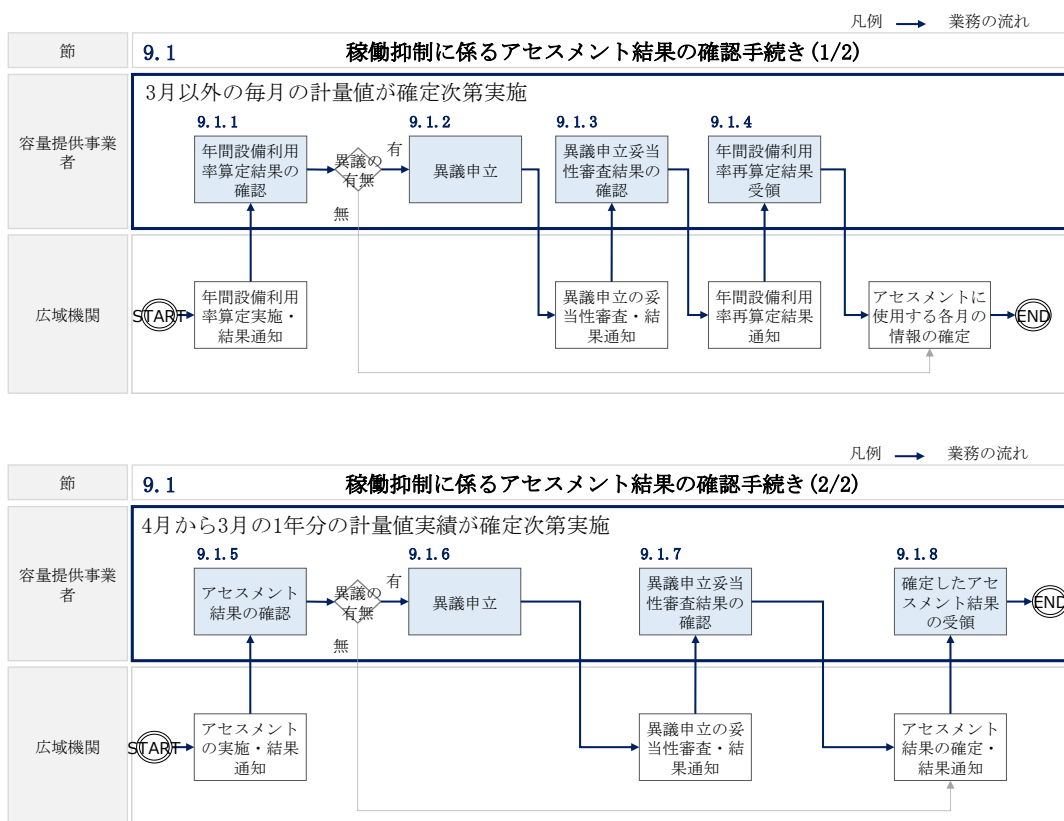 凡例 業務の流れ
節 9.1 稼働抑制に係るアセスメント結果の確認手続き(1/2)
容量提供事業
者
3月以外の毎月の計量値が確定次第実施
9.1.1
年間設備利用
率算定結果の
確認
異議の
有無
有
無
9.1.2
異議申立
9.1.3
異議申立妥当
性審査結果の
確認
9.1.4
年間設備利用
率再算定結果
受領
広域機関
START
年間設備利用
率算定実施・
結果通知
異議申立の妥
当性審査・結
果通知
年間設備利用
率再算定結果
通知
アセスメントに
使用する各月の
情報の確定
END
凡例 業務の流れ
節 9.1 稼働抑制に係るアセスメント結果の確認手続き(2/2)
容量提供事業
者
4月から3月の1年分の計量値実績が確定次第実施
9.1.5
アセスメント
結果の確認
異議の
有無
有
無
9.1.6
異議申立
9.1.7
異議申立妥当
性審査結果の
確認
9.1.8
確定したアセ
スメント結果
の受領
END
広域機関
START
アセスメント
の実施・結果
通知
異議申立の妥
当性審査・結
果通知
アセスメント
結果の確定・
結果通知